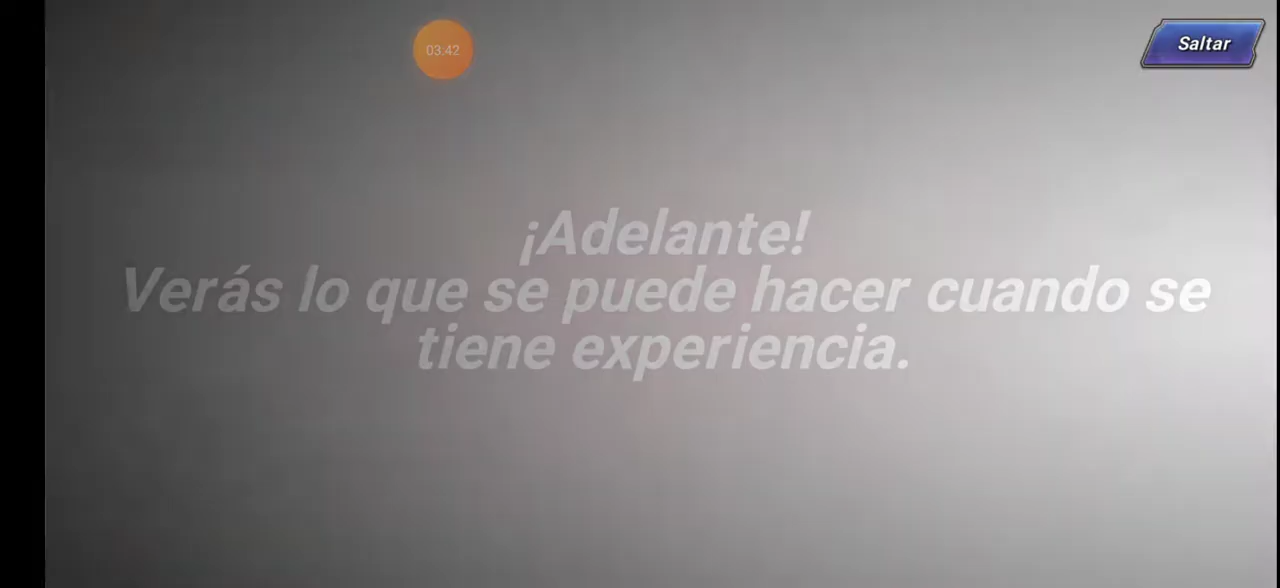 03:42
Saltar
¡Adelante!
Verás lo que se puede hacer cuando se
tiene experiencia.